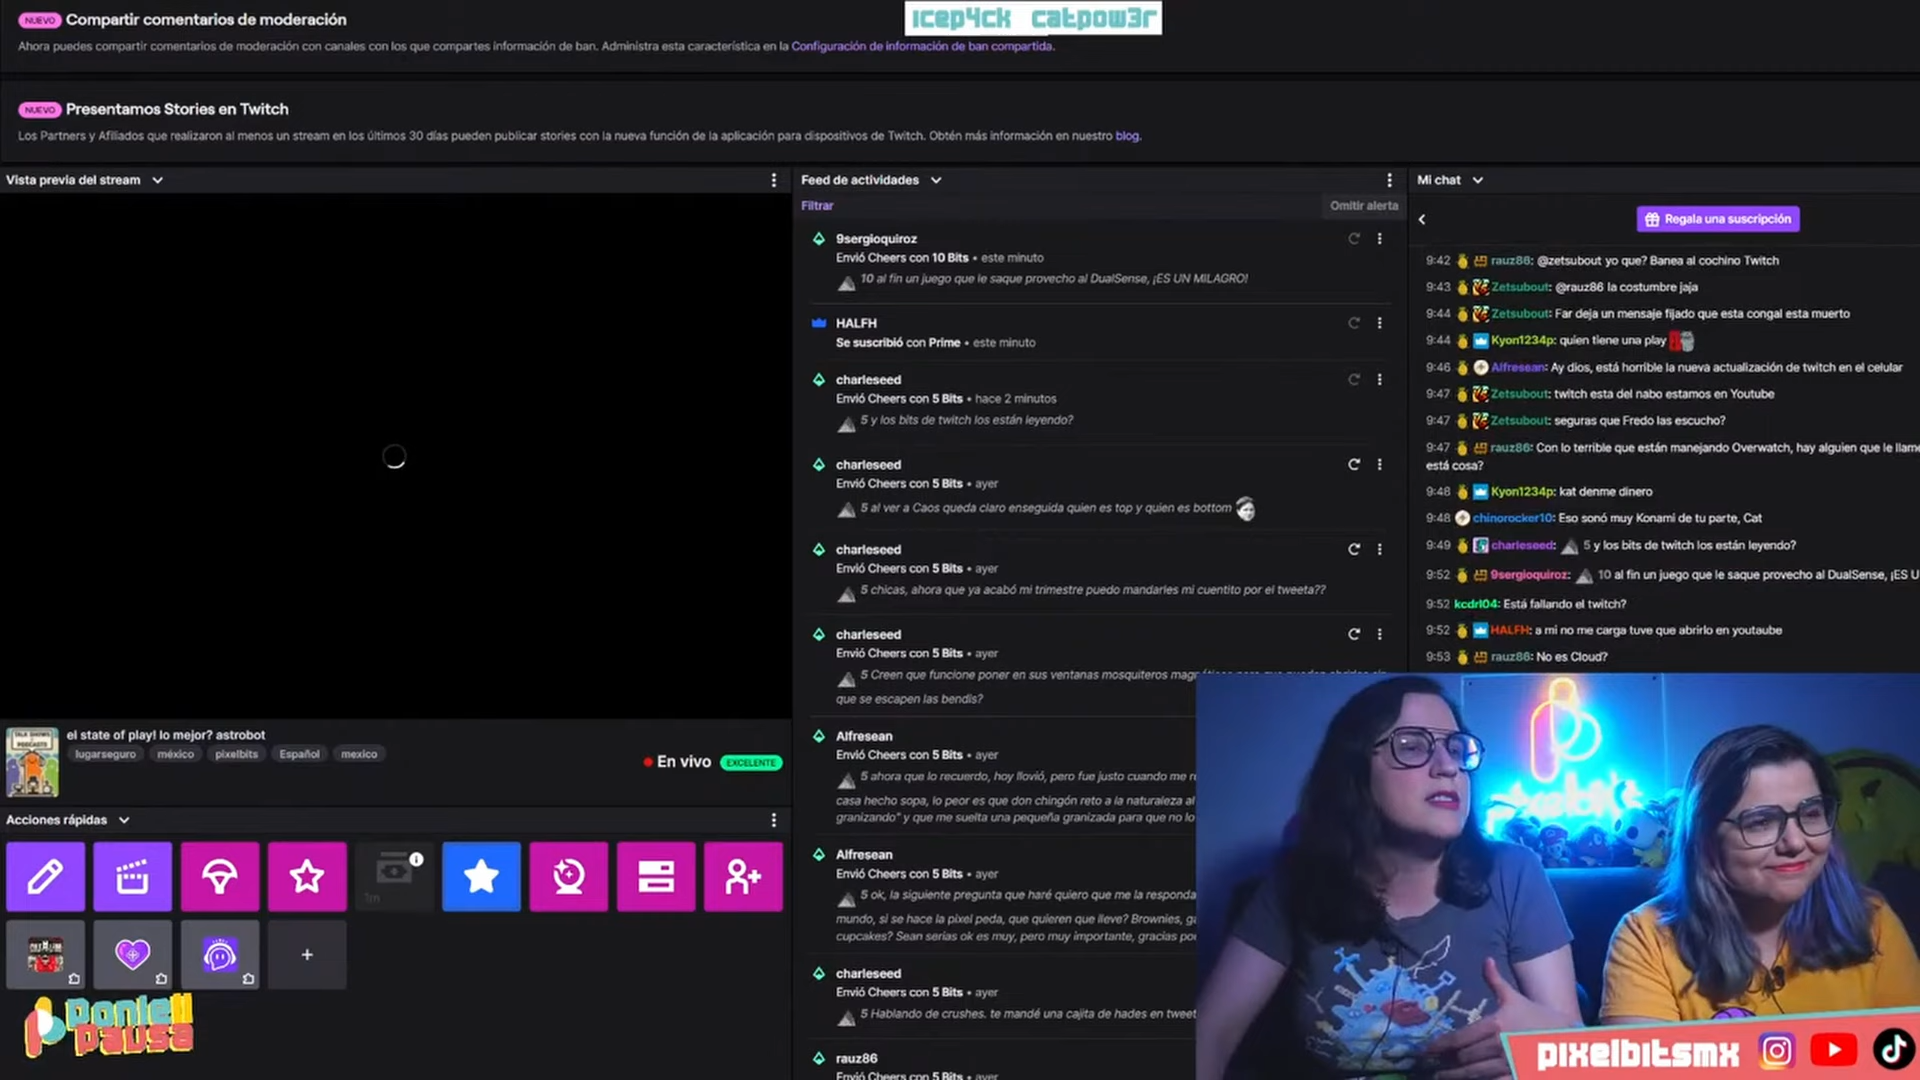 NUEVO Compartir comentarios de moderación
Ahora puedes compartir comentarios de moderación con canales con los que compartes información de ban. Administra esta característica en la Configuración de información de ban compartida.
icep4ck catpow3r
NUEVO Presentamos Stories en Twitch
Los Partners y Afiliados que realizaron al menos un stream en los últimos 30 días pueden publicar stories con la nueva función de la aplicación para dispositivos de Twitch. Obtén más información en nuestro blog.
Vista previa del stream
el state of play! lo mejor? astrobot
lugarseguro méxico pixelbits Español mexico
En vivo EXCELENTE
Acciones rápidas
1m
Ponle Pausa
Feed de actividades
Filtrar Omitir alerta
9sergioquiroz
Envió Cheers con 10 Bits • este minuto
10 al fin un juego que le saque provecho al DualSense, ¡ES UN MILAGRO!
HALFH
Se suscribió con Prime • este minuto
charleseed
Envió Cheers con 5 Bits • hace 2 minutos
5 y los bits de twitch los están leyendo?
charleseed
Envió Cheers con 5 Bits • ayer
5 al ver a Caos queda claro enseguida quien es top y quien es bottom
charleseed
Envió Cheers con 5 Bits • ayer
5 chicas, ahora que ya acabó mi trimestre puedo mandarles mi cuentito por el tweeta??
charleseed
Envió Cheers con 5 Bits • ayer
5 Creen que funcione poner en sus ventanas mosquiteros
que se escapen las bendis?
Alfresean
Envió Cheers con 5 Bits • ayer
5 ahora que lo recuerdo, hoy llovió, pero fue justo cuando me r
casa hecho sopa, lo peor es que don chingón reto a la naturaleza al
granizando" y que me suelta una pequeña granizada para que no lo
Alfresean
Envió Cheers con 5 Bits • ayer
5 ok, la siguiente pregunta que haré quiero que me la responda
mundo, si se hace la pixel peda, que quieren que lleve? Brownies, ga
cupcakes? Sean serias ok es muy, pero muy importante, gracias po
charleseed
Envió Cheers con 5 Bits • ayer
5 Hablando de crushes. te mandé una cajita de hades en tweet
rauz86
Envió Cheers con 5 Bits • ayer
Mi chat
Regala una suscripción
9:42 rauz86: @zetsubout yo que? Banea al cochino Twitch
9:43 Zetsubout: @rauz86 la costumbre jaja
9:44 Zetsubout: Far deja un mensaje fijado que esta congal esta muerto
9:44 Kyon1234p: quien tiene una play
9:46 Alfresean: Ay dios, está horrible la nueva actualización de twitch en el celular
9:47 Zetsubout: twitch esta del nabo estamos en Youtube
9:47 Zetsubout: seguras que Fredo las escucho?
9:47 rauz86: Con lo terrible que están manejando Overwatch, hay alguien que le llame
está cosa?
9:48 Kyon1234p: kat denme dinero
9:48 chinorocker10: Eso sonó muy Konami de tu parte, Cat
9:49 charleseed: 5 y los bits de twitch los están leyendo?
9:52 9sergioquiroz: 10 al fin un juego que le saque provecho al DualSense, ¡ES U
9:52 kcdrl04: Está fallando el twitch?
9:52 HALFH: a mi no me carga tuve que abrirlo en youtaube
9:53 rauz86: No es Cloud?
pixelbitsmx